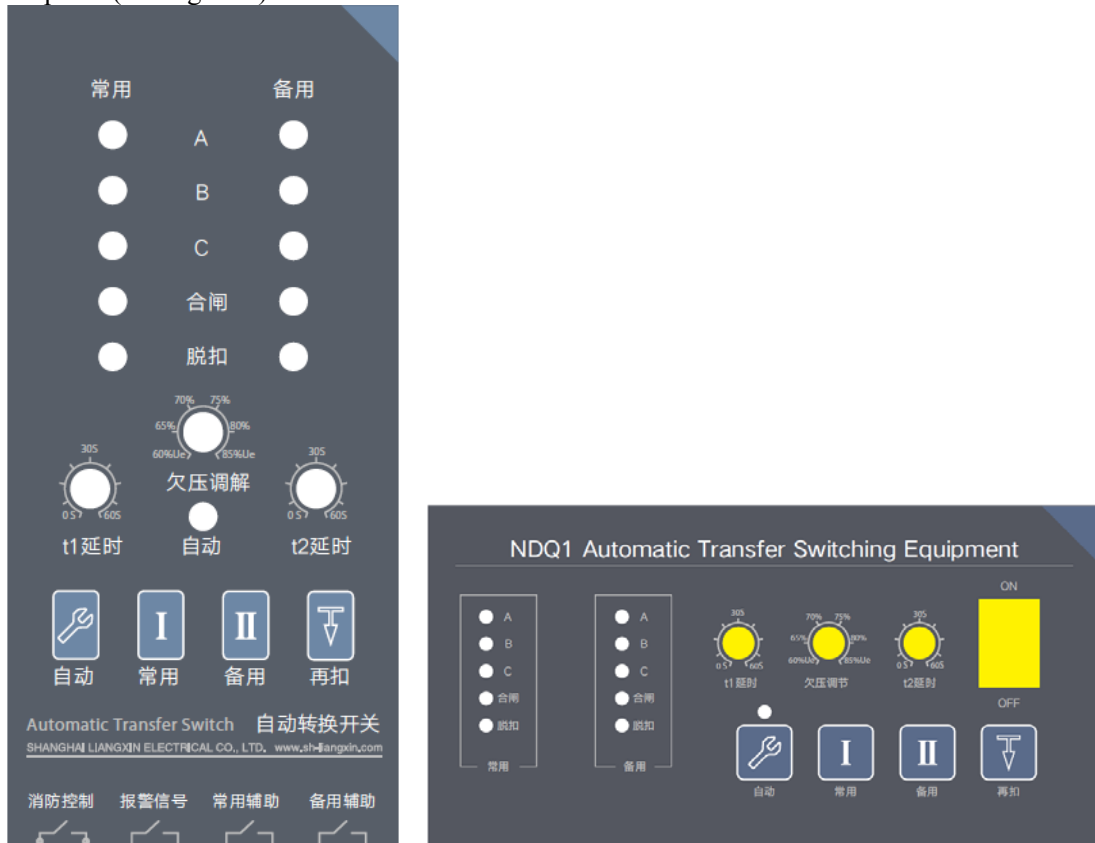 常用 备用
A
B
C
合闸
脱扣
70% 75%
65% 80%
60%Ue 85%Ue
30S 30S
欠压调解
0S 60S 0S 60S
t1延时 自动 t2延时
I II
自动 常用 备用 再扣
Automatic Transfer Switch 自动转换开关
SHANGHAI LIANGXIN ELECTRICAL CO., LTD. www.sh-liangxin.com
消防控制 报警信号 常用辅助 备用辅助
NDQ1 Automatic Transfer Switching Equipment
A
B
C
合闸
脱扣
常用
A
B
C
合闸
脱扣
备用
30S 70% 75% 30S
65% 80%
0S 60S 60%Ue 85%Ue 0S 60S
t1延时 欠压调节 t2延时
ON
OFF
I II
自动 常用 备用 再扣